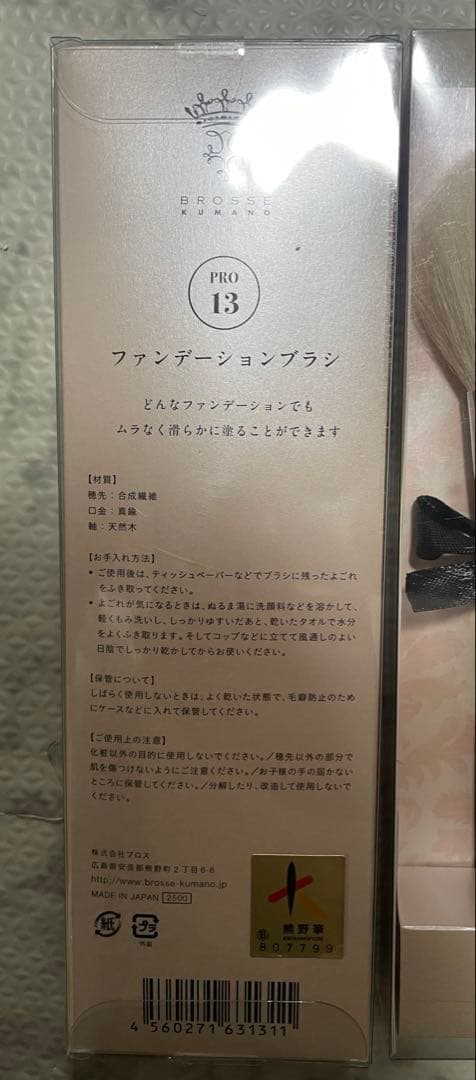 BROSSE
KUMANO
PRO
13
ファンデーションブラシ
どんなファンデーションでも
ムラなく滑らかに塗ることができます
【材質】
穂先:合成繊維
口金:真鍮
軸:天然木
【お手入れ方法】
• ご使用後は、ティッシュペーパーなどでブラシに残ったよごれ
をふき取ってください。
• よごれが気になるときは、ぬるま湯に洗顔料などを溶かして、
軽くもみ洗いし、しっかりゆすいだあと、乾いたタオルで水分
をよくふき取ります。そしてコップなどに立てて風通しのよい
日陰でしっかり乾かしてからお使いください。
【保管について】
しばらく使用しないときは、よく乾いた状態で、毛癖防止のため
にケースなどに入れて保管してください。
【ご使用上の注意】
化粧以外の目的に使用しないでください。/穂先以外の部分で
肌を傷つけないようにご注意ください。/お子様の手の届かない
ところに保管してください。/分解したり、改造して使用しないで
ください。
株式会社ブロス
広島県安芸郡熊野町2丁目6-6
http://www.brosse-kumano.jp
MADE IN JAPAN 2500
紙 プラ
外装
熊野筆
B 807799
4 560271 631311